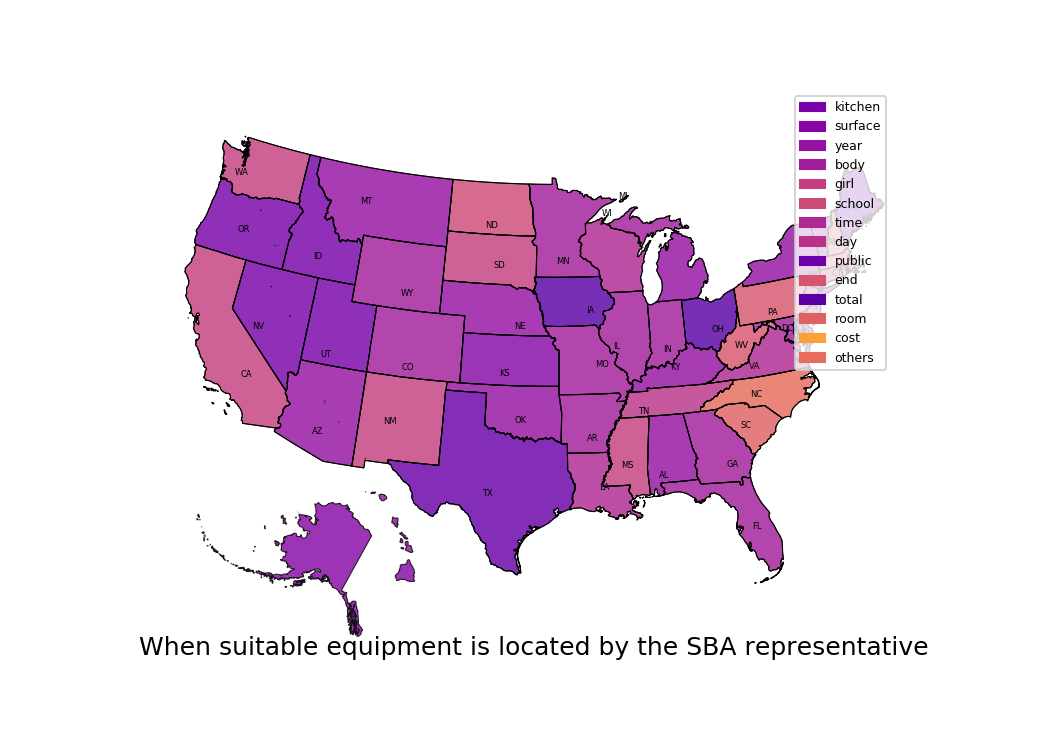 kitchen
surface
year
body
girl
school
time
day
public
end
total
room
cost
others
WA
MT
ND
MN
WI
MI
OR
ID
SD
WY
NE
IA
NV
UT
CO
KS
MO
IL
IN
OH
PA
WV
VA
DC
KY
CA
AZ
NM
OK
AR
TN
NC
SC
TX
LA
MS
AL
GA
FL
When suitable equipment is located by the SBA representative